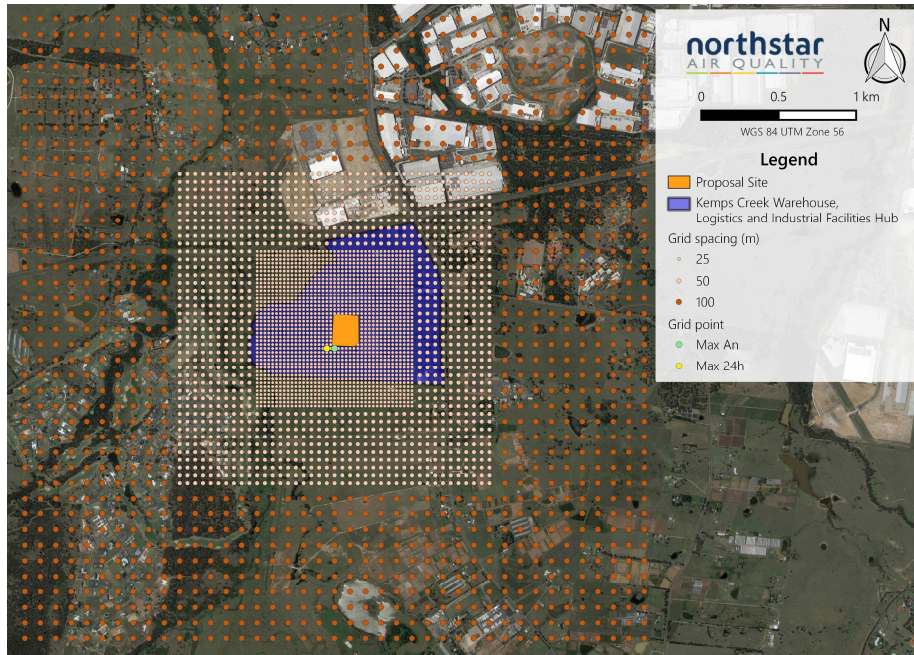 northstar
AIR QUALITY
N
0 0.5 1 km
WGS 84 UTM Zone 56
Legend
Proposal Site
Kemps Creek Warehouse,
Logistics and Industrial Facilities Hub
Grid spacing (m)
25
50
100
Grid point
Max An
Max 24h